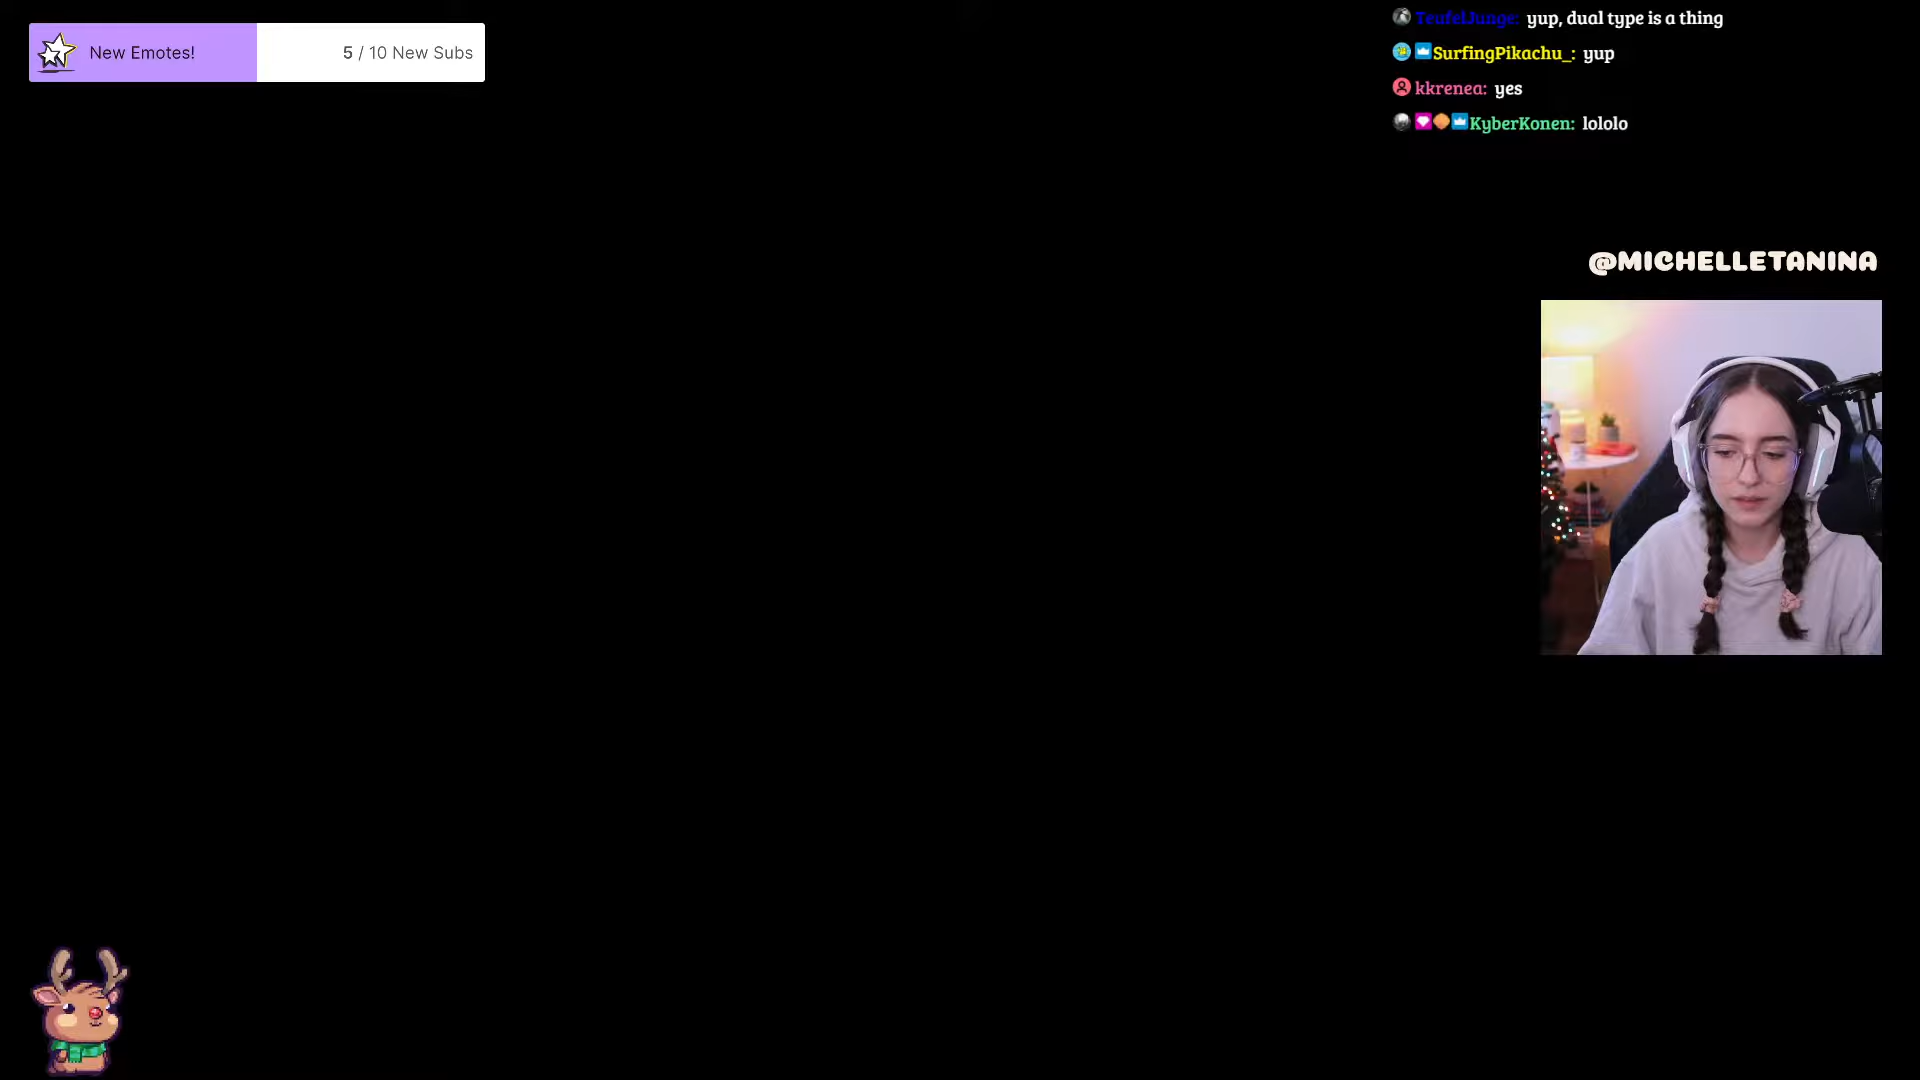 New Emotes!
5 / 10 New Subs
TeufelJunge: yup, dual type is a thing
SurfingPikachu_: yup
kkrenea: yes
KyberKonen: lololo
@MICHELLETANINA